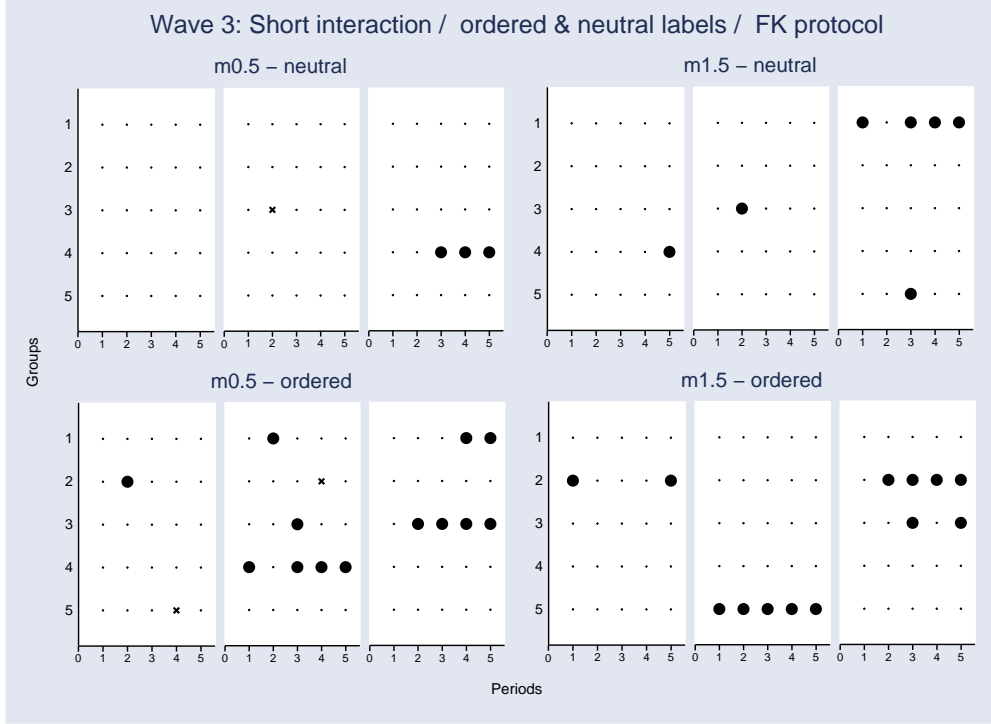 Wave 3: Short interaction / ordered & neutral labels / FK protocol
m0.5 – neutral
m1.5 – neutral
1
2
3
4
5
0 1 2 3 4 5 0 1 2 3 4 5 0 1 2 3 4 5
1
2
3
4
5
0 1 2 3 4 5 0 1 2 3 4 5 0 1 2 3 4 5
Groups
m0.5 – ordered
m1.5 – ordered
1
2
3
4
5
0 1 2 3 4 5 0 1 2 3 4 5 0 1 2 3 4 5
1
2
3
4
5
0 1 2 3 4 5 0 1 2 3 4 5 0 1 2 3 4 5
Periods